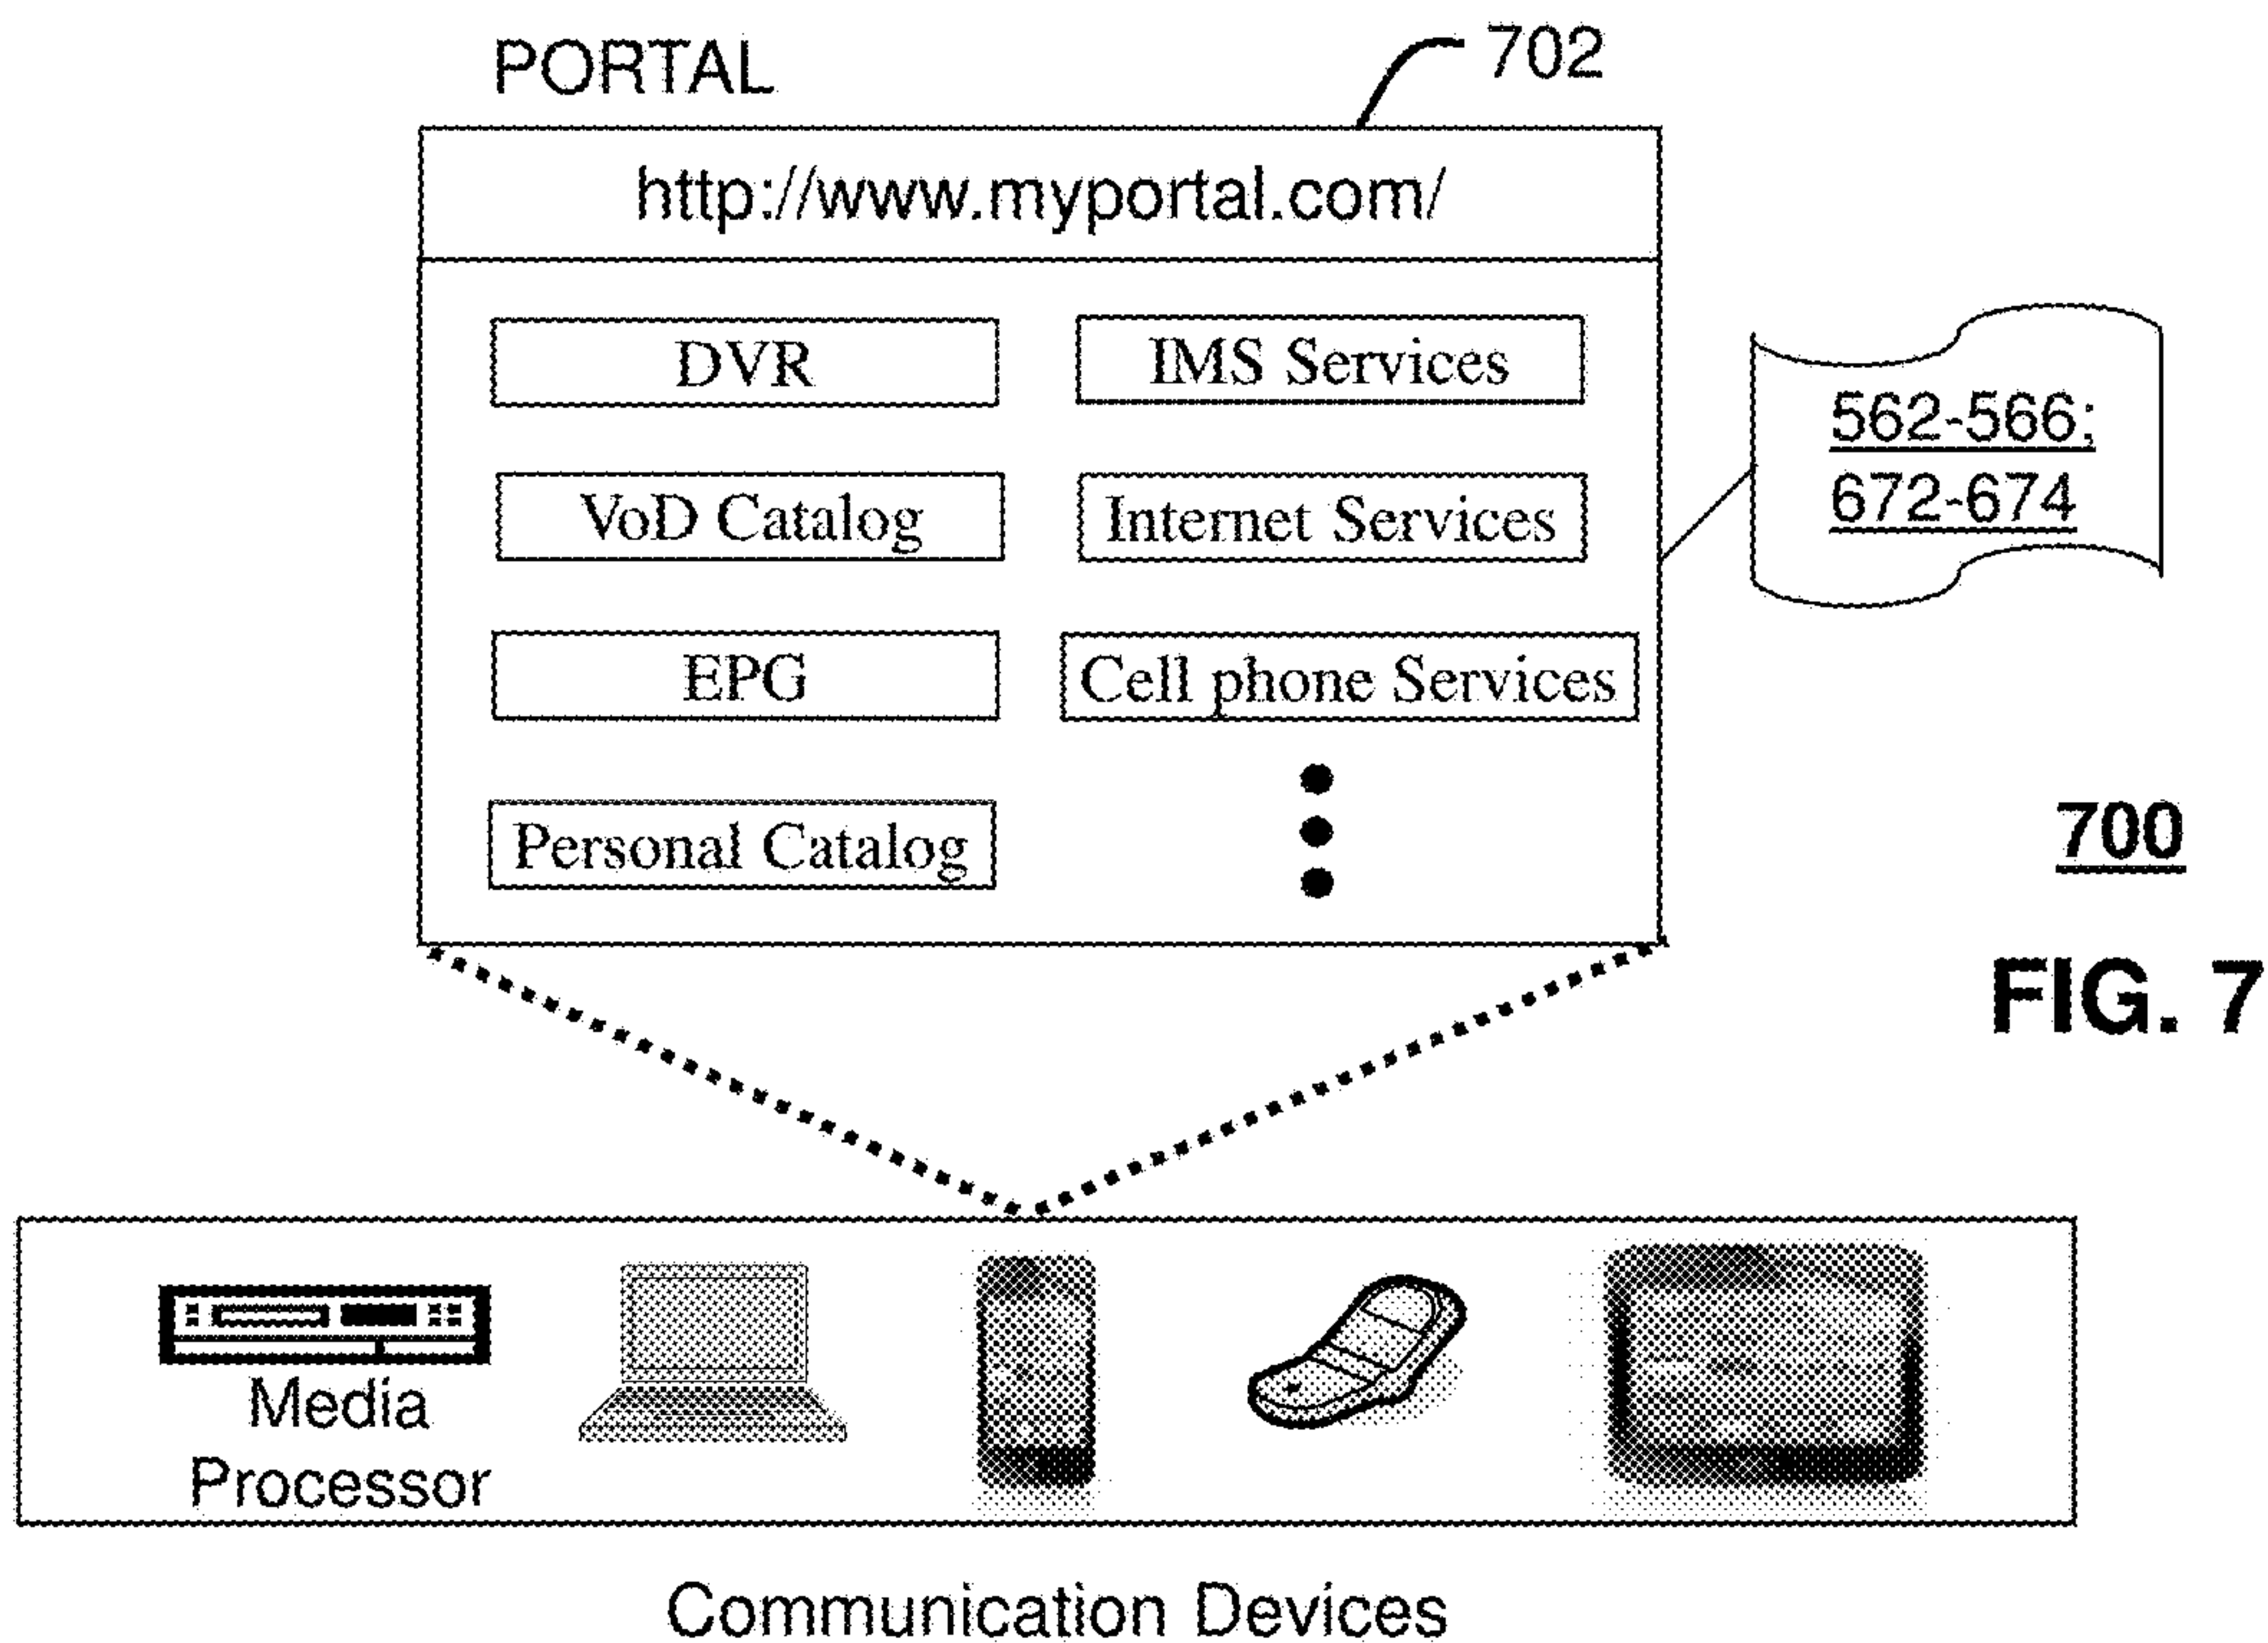 PORTAL
702
http://www.myportal.com/
DVR
IMS Services
VoD Catalog
Internet Services
EPG
Cell phone Services
Personal Catalog
562-566;
672-674
700
FIG. 7
Media
Processor
Communication Devices